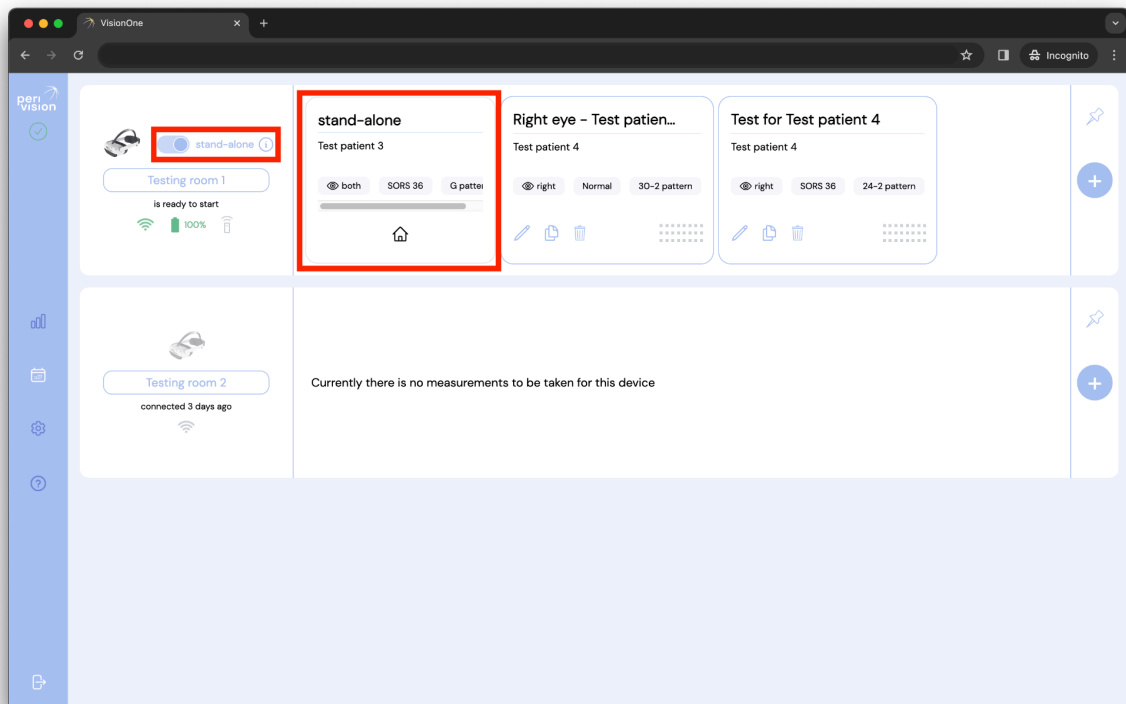 VisionOne
Incognito
peri
vision
stand-alone
Testing room 1
is ready to start
100%
stand-alone
Test patient 3
both SORS 36 G patter
Right eye - Test patien...
Test patient 4
right Normal 30-2 pattern
Test for Test patient 4
Test patient 4
right SORS 36 24-2 pattern
Testing room 2
connected 3 days ago
Currently there is no measurements to be taken for this device